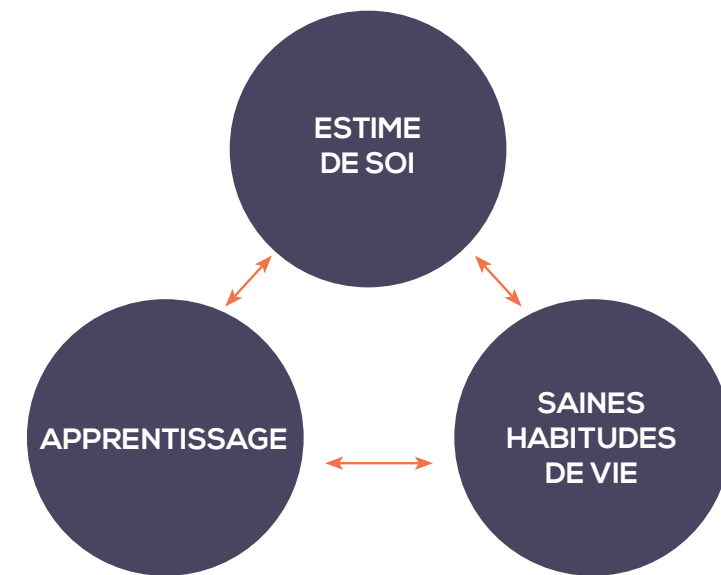 ESTIME
DE SOI
APPRENTISSAGE
SAINES
HABITUDES
DE VIE